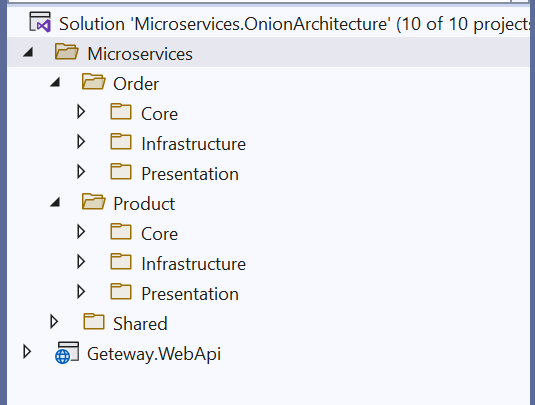 Solution 'Microservices.OnionArchitecture' (10 of 10 projects
Microservices
Order
Core
Infrastructure
Presentation
Product
Core
Infrastructure
Presentation
Shared
Geteway.WebApi